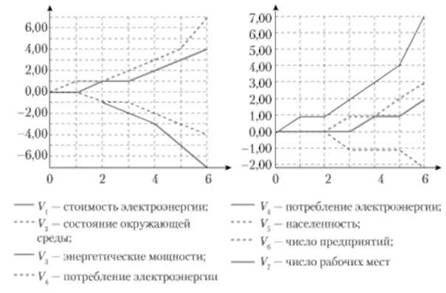 6,00
4,00
2,00
0,00
−2,00
−4,00
−6,00
0
2
4
6
7,00
6,00
5,00
4,00
3,00
2,00
1,00
0,00
−1,00
−2,00
0
2
4
6
V1 — стоимость электроэнергии;
V3 — состояние окружающей
среды;
V3 — энергетические мощности;
V4 — потребление электроэнергии
V4 — потребление электроэнергии;
V5 — населенность;
V6 — число предприятий;
V7 — число рабочих мест